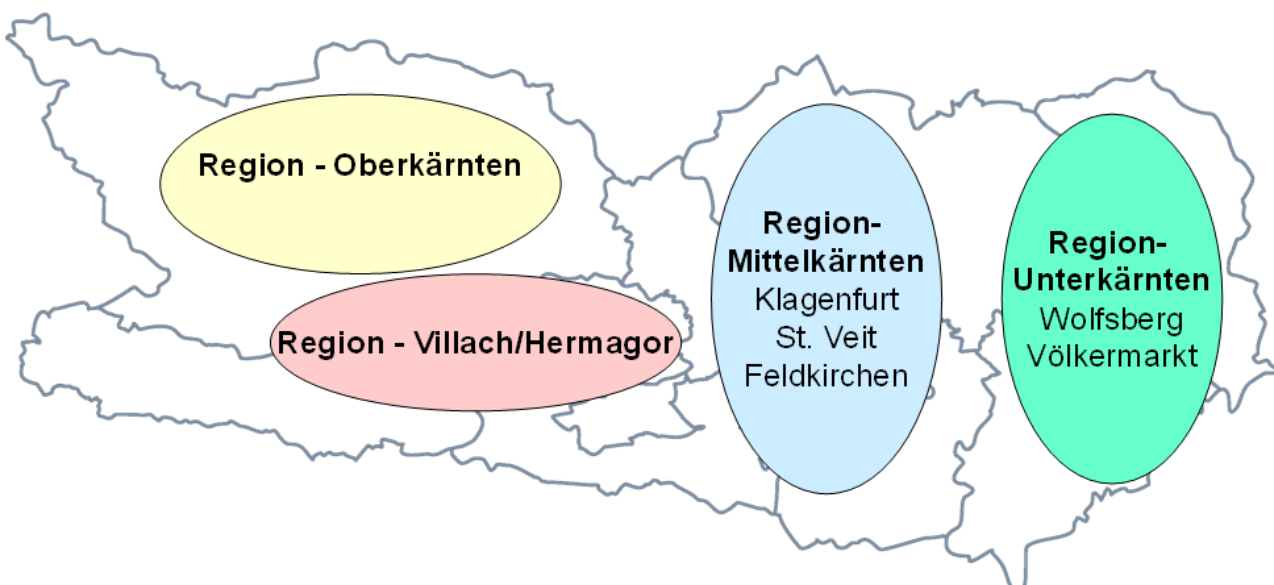 Region - Oberkärnten
Region - Villach/Hermagor
Region-
Mittelkärnten
Klagenfurt
St. Veit
Feldkirchen
Region-
Unterkärnten
Wolfsberg
Völkermarkt